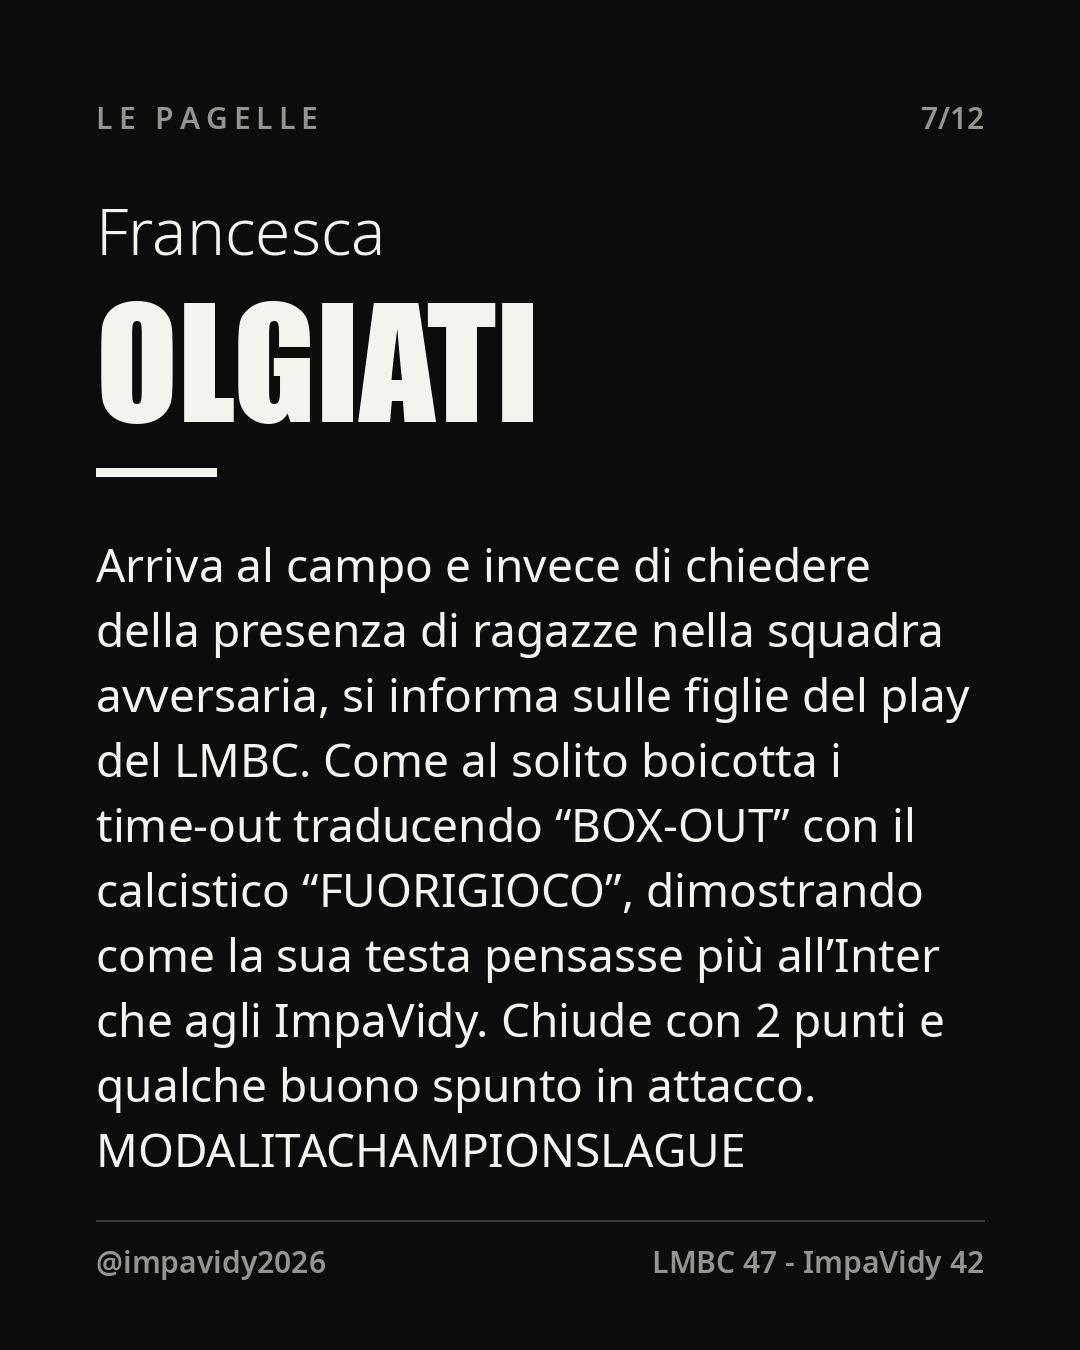 LE PAGELLE
7/12
Francesca
OLGIATI
Arriva al campo e invece di chiedere
della presenza di ragazze nella squadra
avversaria, si informa sulle figlie del play
del LMBC. Come al solito boicotta i
time-out traducendo “BOX-OUT” con il
calcistico “FUORIGIOCO”, dimostrando
come la sua testa pensasse più all’Inter
che agli ImpaVidy. Chiude con 2 punti e
qualche buono spunto in attacco.
MODALITACHAMPIONSLAGUE
@impavidy2026
LMBC 47 - ImpaVidy 42